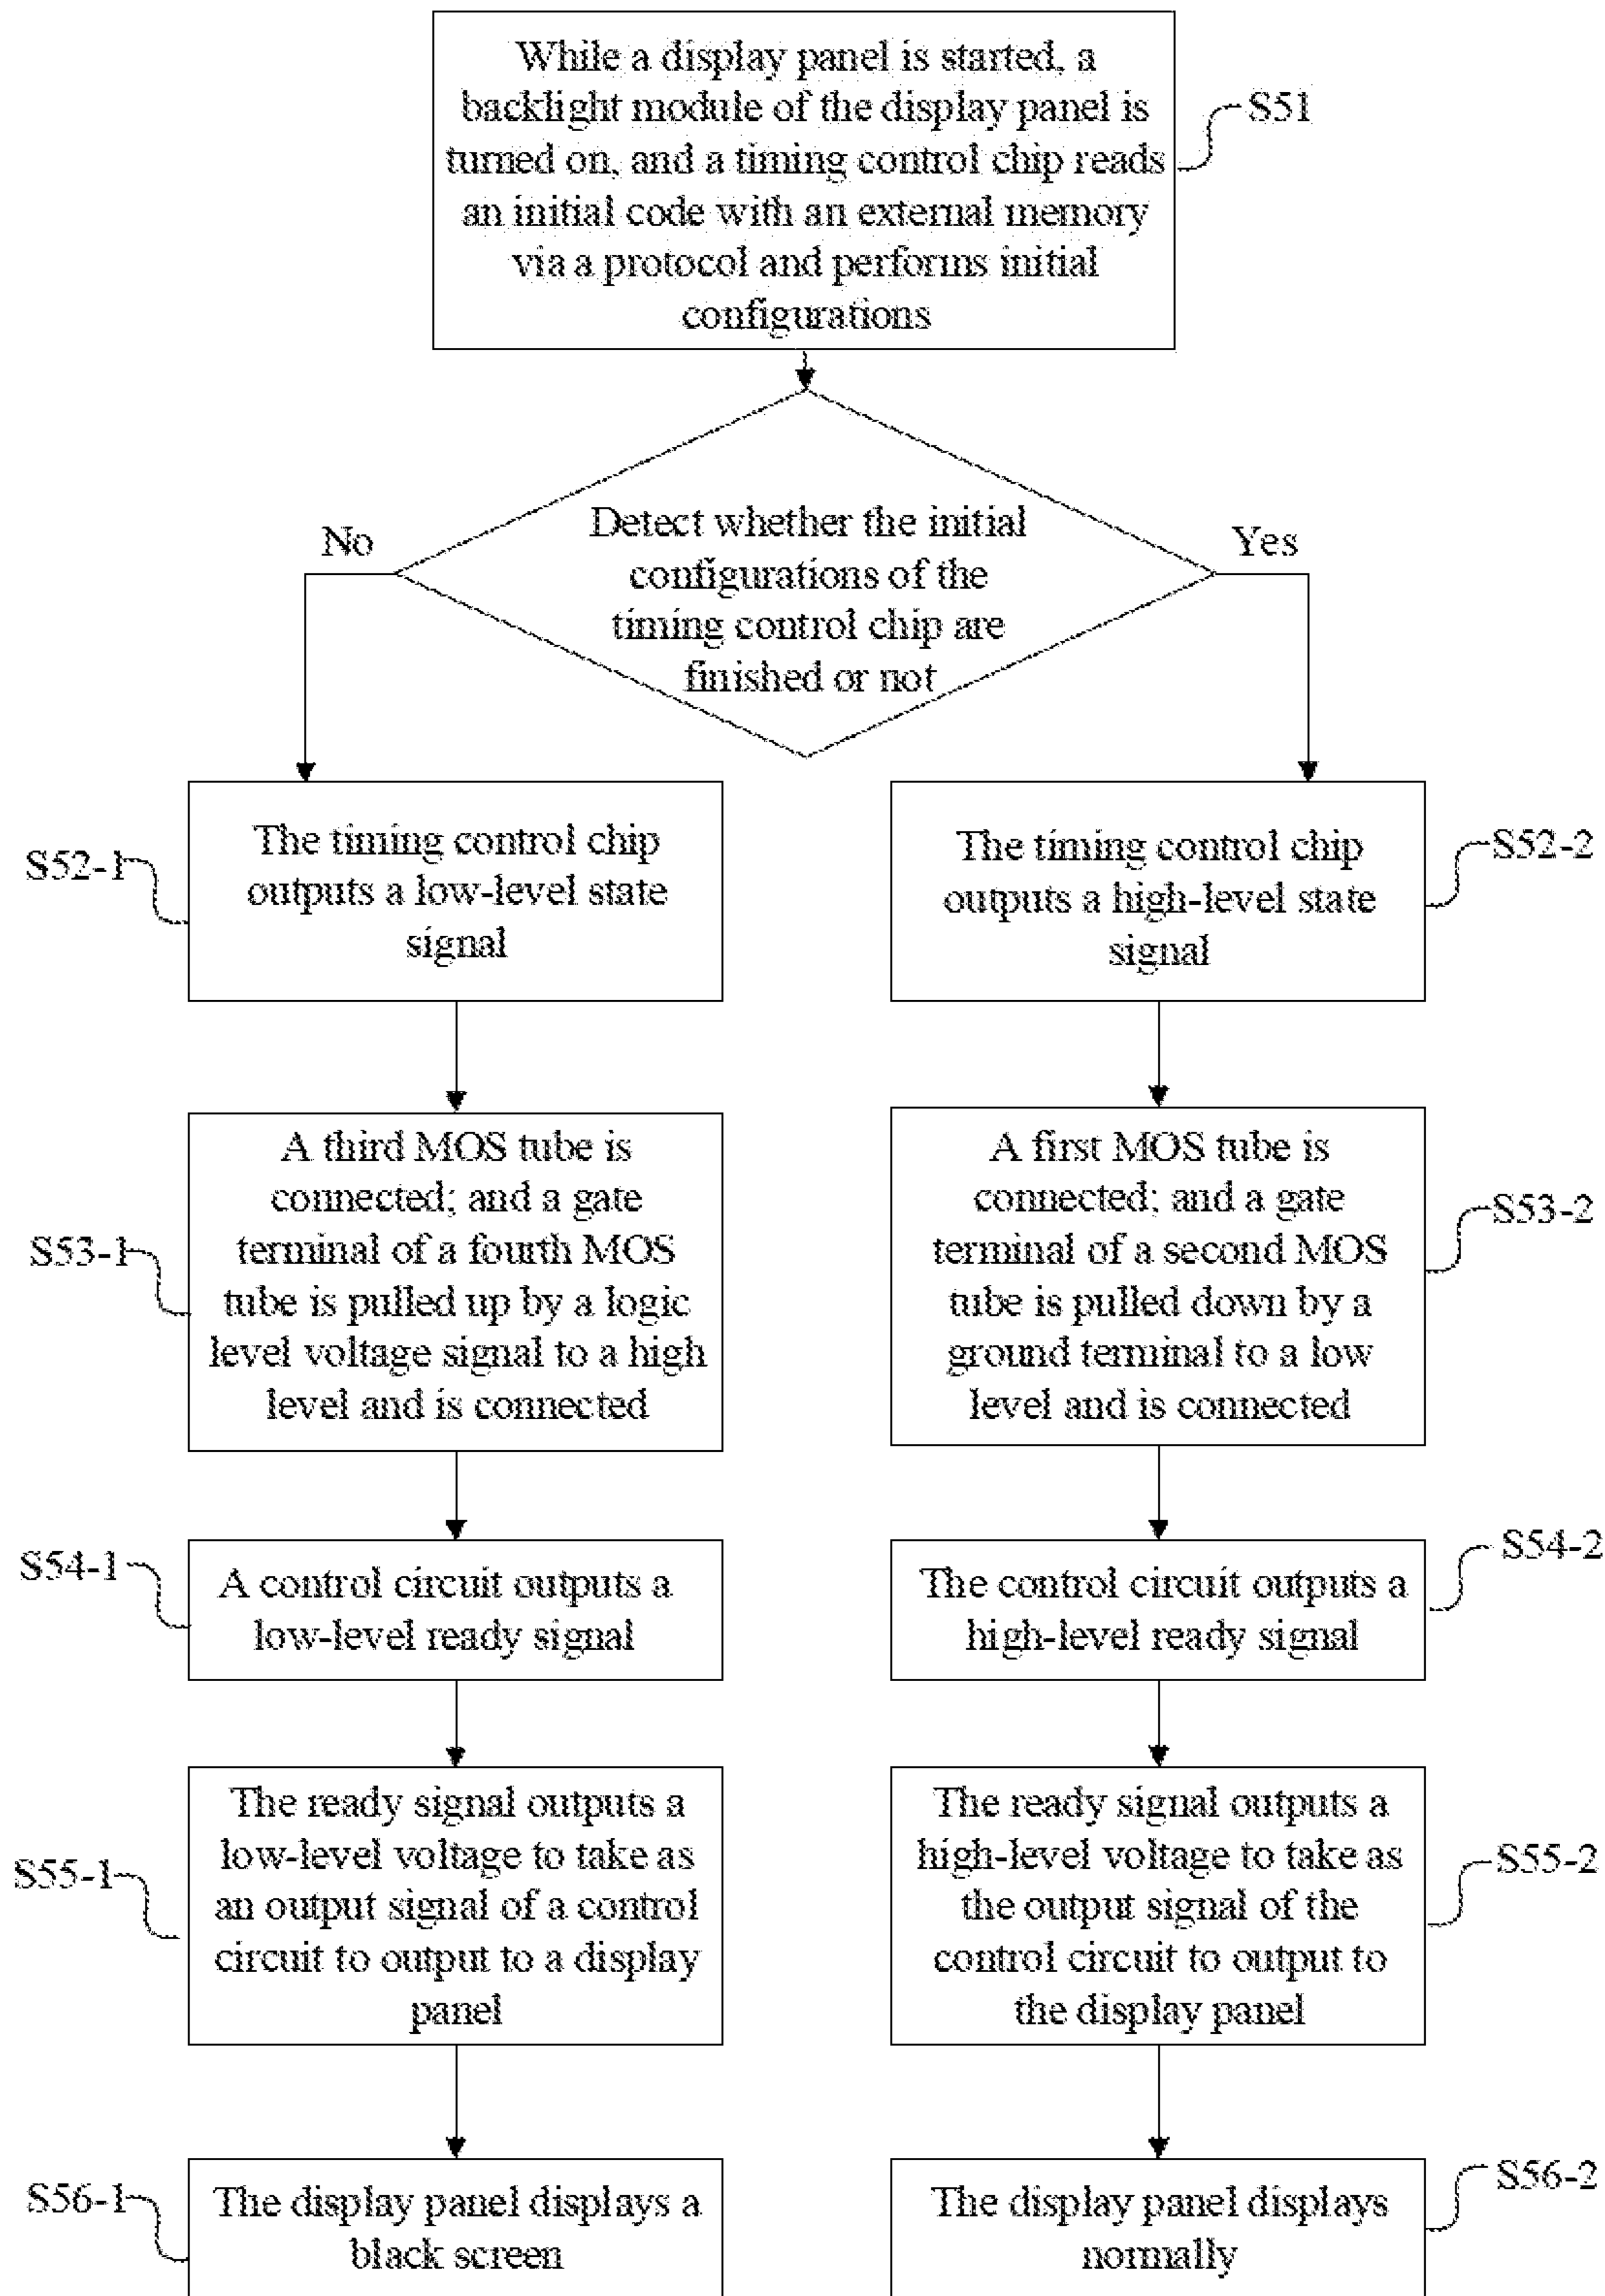 While a display panel is started, a
backlight module of the display panel is
turned on, and a timing control chip reads
an initial code with an external memory
via a protocol and performs initial
configurations
S51
Detect whether the initial
configurations of the
timing control chip are
finished or not
No
Yes
The timing control chip
outputs a low-level state
signal
S52-1
The timing control chip
outputs a high-level state
signal
S52-2
A third MOS tube is
connected; and a gate
terminal of a fourth MOS
tube is pulled up by a logic
level voltage signal to a high
level and is connected
S53-1
A first MOS tube is
connected; and a gate
terminal of a second MOS
tube is pulled down by a
ground terminal to a low
level and is connected
S53-2
A control circuit outputs a
low-level ready signal
S54-1
The control circuit outputs a
high-level ready signal
S54-2
The ready signal outputs a
low-level voltage to take as
an output signal of a control
circuit to output to a display
panel
S55-1
The ready signal outputs a
high-level voltage to take as
the output signal of the
control circuit to output to
the display panel
S55-2
The display panel displays a
black screen
S56-1
The display panel displays
normally
S56-2